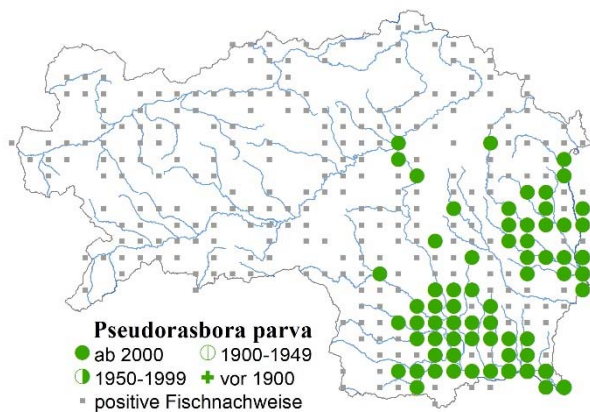 Pseudorasbora parva
ab 2000 1900-1949
1950-1999 vor 1900
positive Fischnachweise